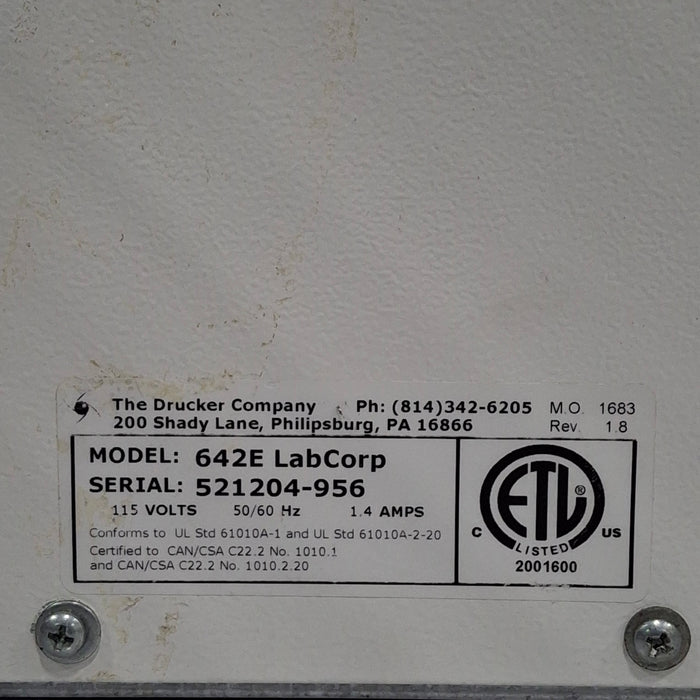 The Drucker Company Ph: (814)342-6205 M.O. 1683
200 Shady Lane, Philipsburg, PA 16866 Rev. 1.8
MODEL: 642E LabCorp
SERIAL: 521204-956
115 VOLTS 50/60 Hz 1.4 AMPS
Conforms to UL Std 61010A-1 and UL Std 61010A-2-20
Certified to CAN/CSA C22.2 No. 1010.1
and CAN/CSA C22.2 No. 1010.2.20
ETL ®
C LISTED US
2001600